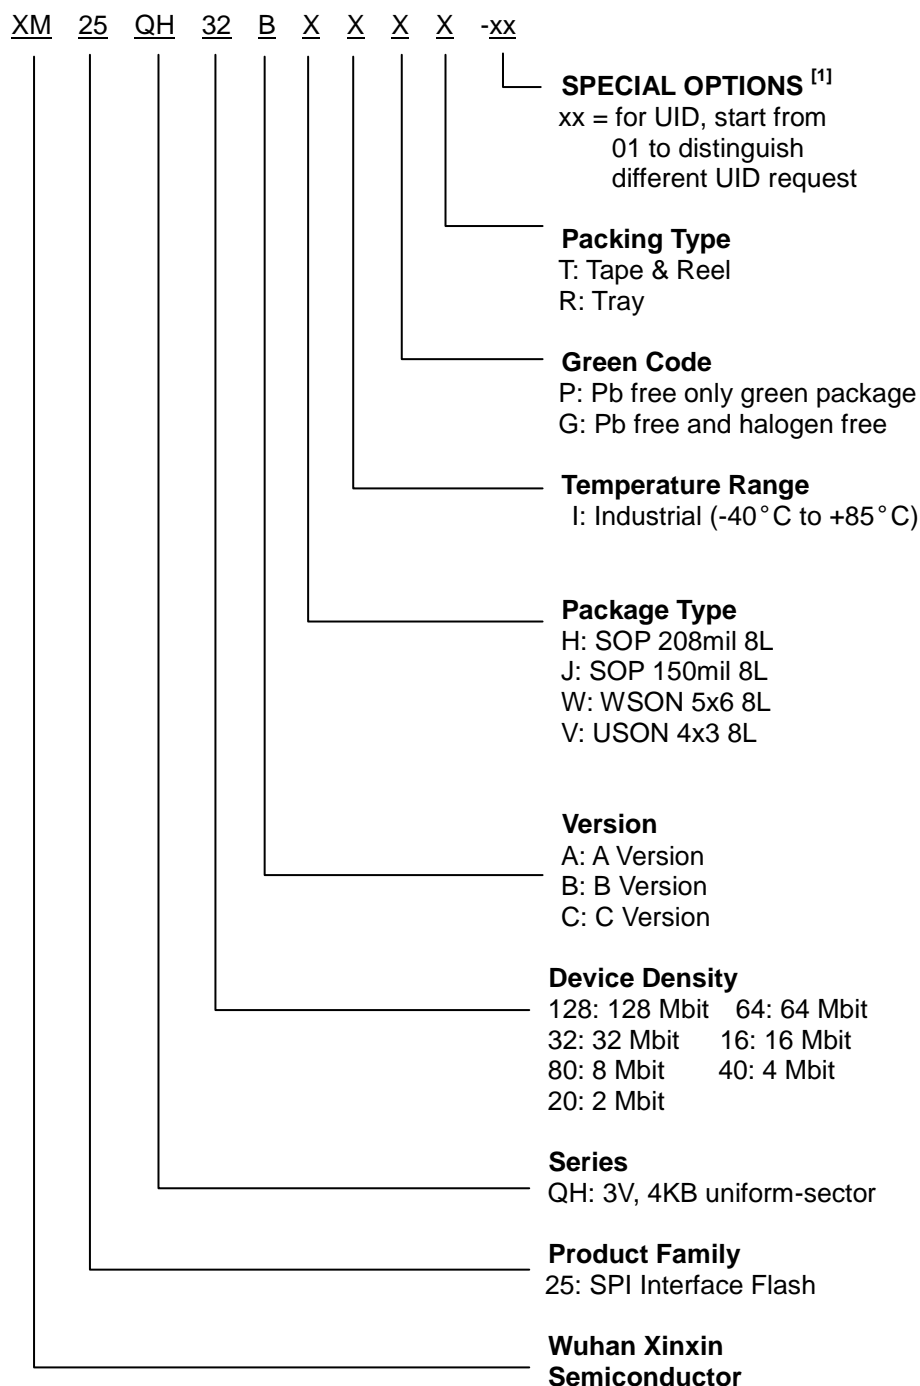 XM 25 QH 32 B X X X X -xx
SPECIAL OPTIONS [1]
xx = for UID, start from
01 to distinguish
different UID request
Packing Type
T: Tape & Reel
R: Tray
Green Code
P: Pb free only green package
G: Pb free and halogen free
Temperature Range
I: Industrial (-40°C to +85°C)
Package Type
H: SOP 208mil 8L
J: SOP 150mil 8L
W: WSON 5x6 8L
V: USON 4x3 8L
Version
A: A Version
B: B Version
C: C Version
Device Density
128: 128 Mbit 64: 64 Mbit
32: 32 Mbit 16: 16 Mbit
80: 8 Mbit 40: 4 Mbit
20: 2 Mbit
Series
QH: 3V, 4KB uniform-sector
Product Family
25: SPI Interface Flash
Wuhan Xinxin
Semiconductor